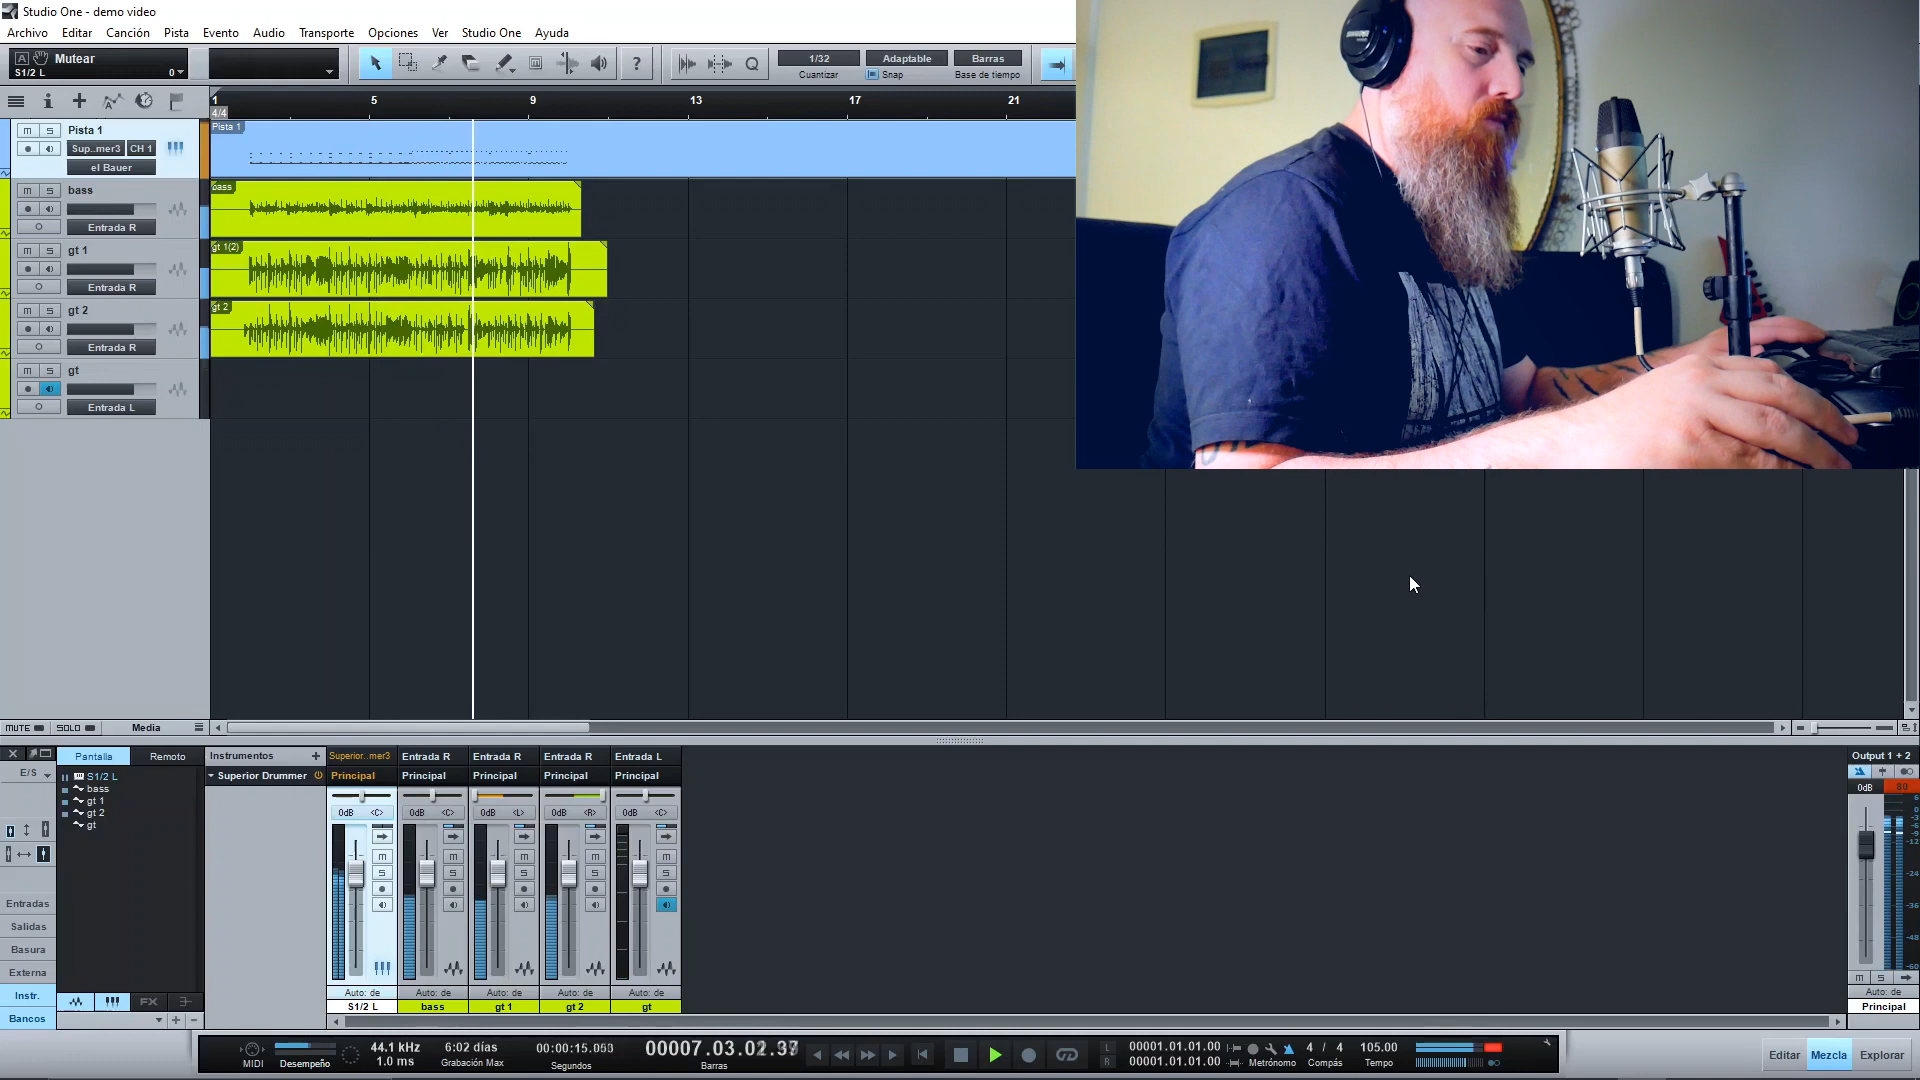 Studio One - demo video
Archivo Editar Canción Pista Evento Audio Transporte Opciones Ver Studio One Ayuda
A Mutear
S1/2 L 0
1/32 Adaptable Barras
Cuantizar Snap Base de tiempo
1 5 9 13 17 21
4/4
M S Pista 1
Sup..mer3 CH 1
el Bauer
Pista 1
M S bass
Entrada R
bass
M S gt 1
Entrada R
gt 1(2)
M S gt 2
Entrada R
gt 2
M S gt
Entrada L
MUTE SOLO Media
Pantalla Remoto Instrumentos Superior..mer3 Entrada R Entrada R Entrada R Entrada L Output 1 + 2
E/S S1/2 L Superior Drummer Principal Principal Principal Principal Principal
bass
gt 1
gt 2
gt
0dB <C> 0dB <C> 0dB <L> 0dB <R> 0dB <C> 0dB
M M M M M
S S S S S
Entradas
Salidas
Basura
Externa
Instr.
Bancos
FX
M S
Auto: de Auto: de Auto: de Auto: de Auto: de Auto: de
S1/2 L bass gt 1 gt 2 gt Principal
MIDI Desempeño
44.1 kHz
1.0 ms
6:02 días
Grabación Max
00:00:15.053
Segundos
00007.03.02.37
Barras
L 00001.01.01.00
R 00001.01.01.00
Metrónomo
4 / 4
Compás
105.00
Tempo
Editar Mezcla Explorar